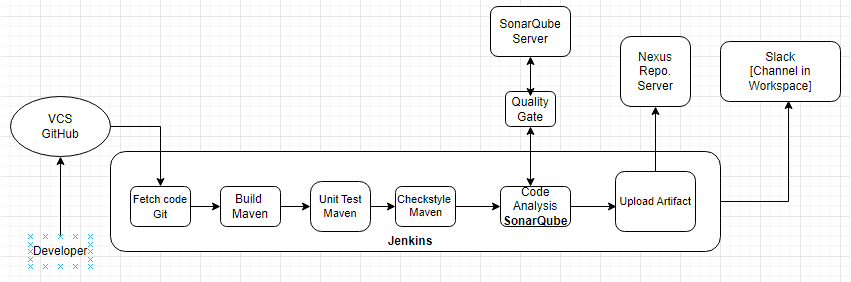 SonarQube
Server
Nexus
Repo.
Server
Slack
[Channel in
Workspace]
VCS
GitHub
Quality
Gate
Fetch code
Git
Build
Maven
Unit Test
Maven
Checkstyle
Maven
Code
Analysis
SonarQube
Upload Artifact
Jenkins
Developer